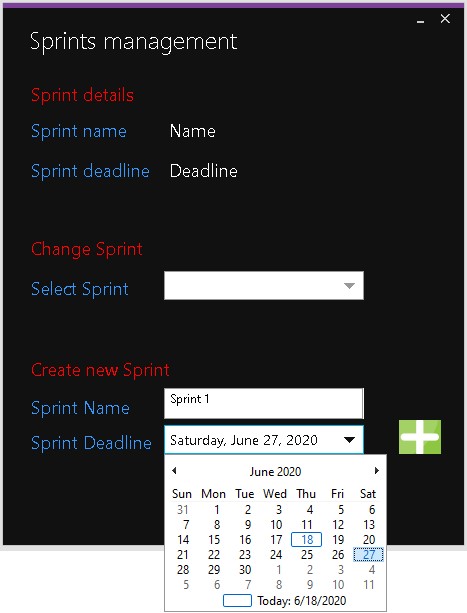 Sprints management
Sprint details
Sprint name Name
Sprint deadline Deadline
Change Sprint
Select Sprint
Create new Sprint
Sprint Name Sprint 1
Sprint Deadline Saturday, June 27, 2020
June 2020
Sun Mon Tue Wed Thu Fri Sat
31 1 2 3 4 5 6
7 8 9 10 11 12 13
14 15 16 17 18 19 20
21 22 23 24 25 26 27
28 29 30 1 2 3 4
5 6 7 8 9 10 11
Today: 6/18/2020